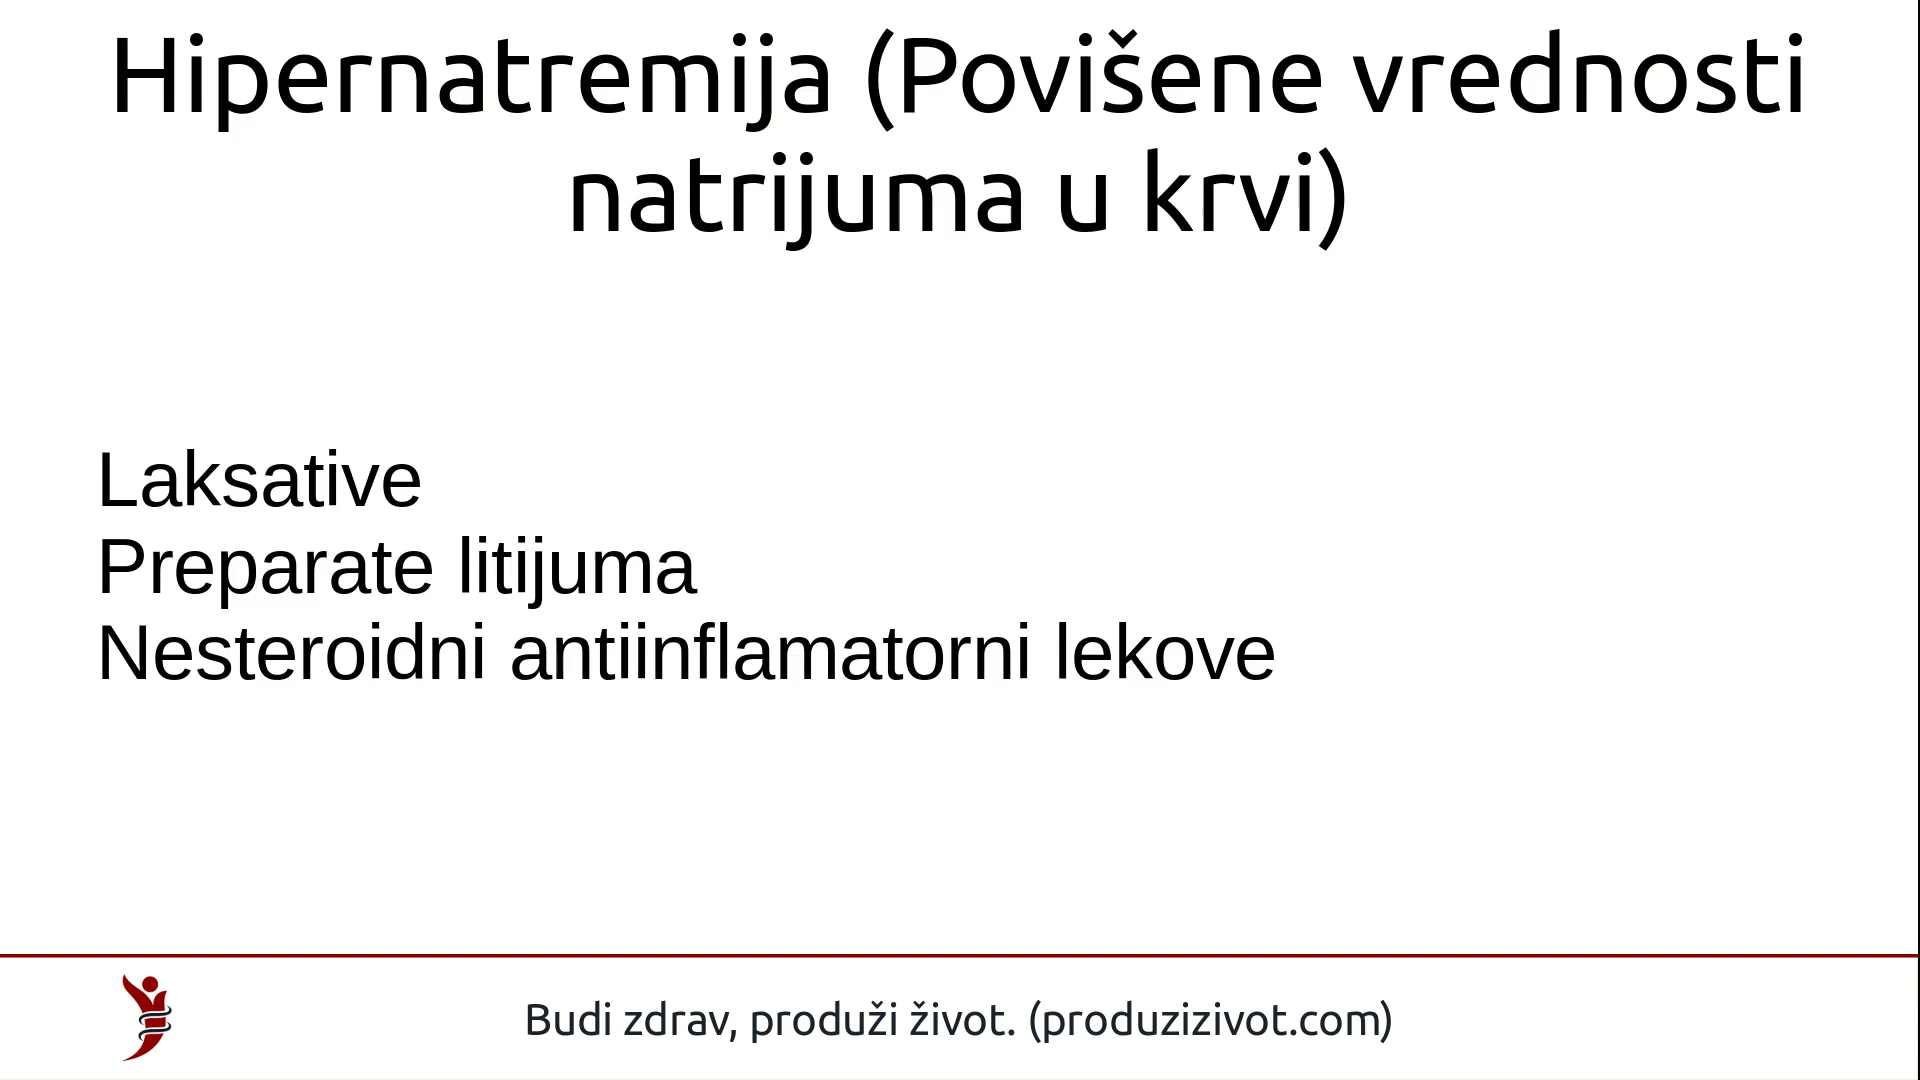 Hipernatremija (Povišene vrednosti
natrijuma u krvi)
Laksative
Preparate litijuma
Nesteroidni antiinflamatorni lekove
Budi zdrav, produži život. (produzizivot.com)